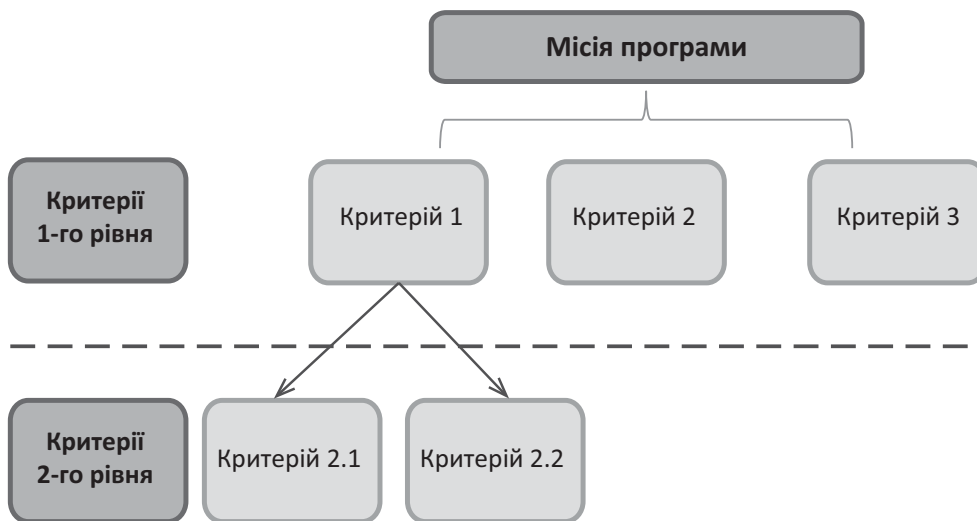 Місія програми
Критерії
1-го рівня
Критерій 1
Критерій 2
Критерій 3
Критерії
2-го рівня
Критерій 2.1
Критерій 2.2